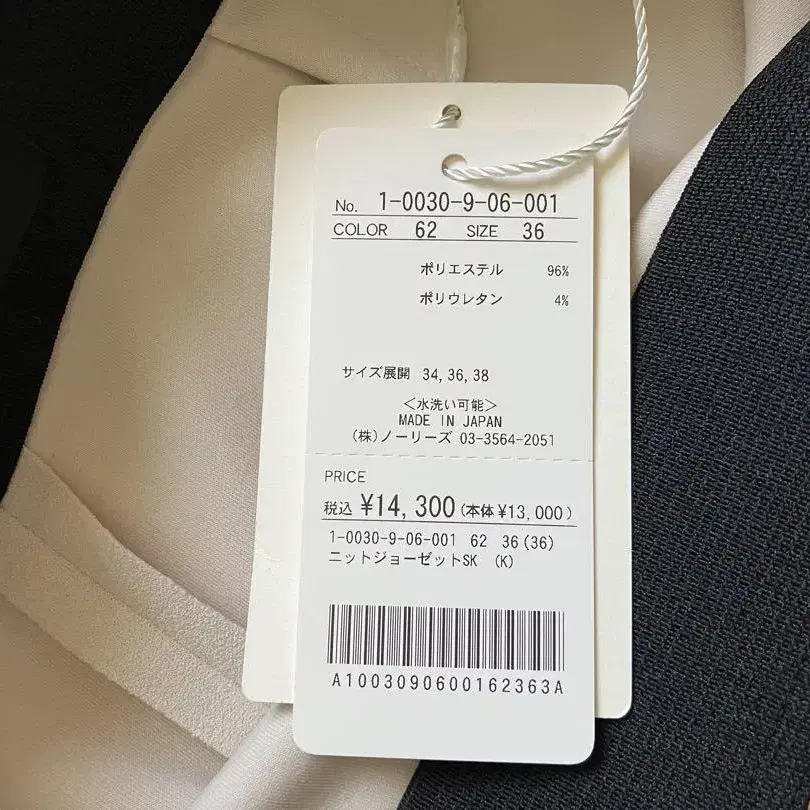 No. 1-0030-9-06-001
COLOR 62 SIZE 36
ポリエステル 96%
ポリウレタン 4%
サイズ展開 34,36,38
＜水洗い可能＞
MADE IN JAPAN
(株)ノーリーズ 03-3564-2051
PRICE
税込 ¥14,300(本体¥13,000)
1-0030-9-06-001 62 36(36)
ニットジョーゼットSK (K)
A1003090600162363A